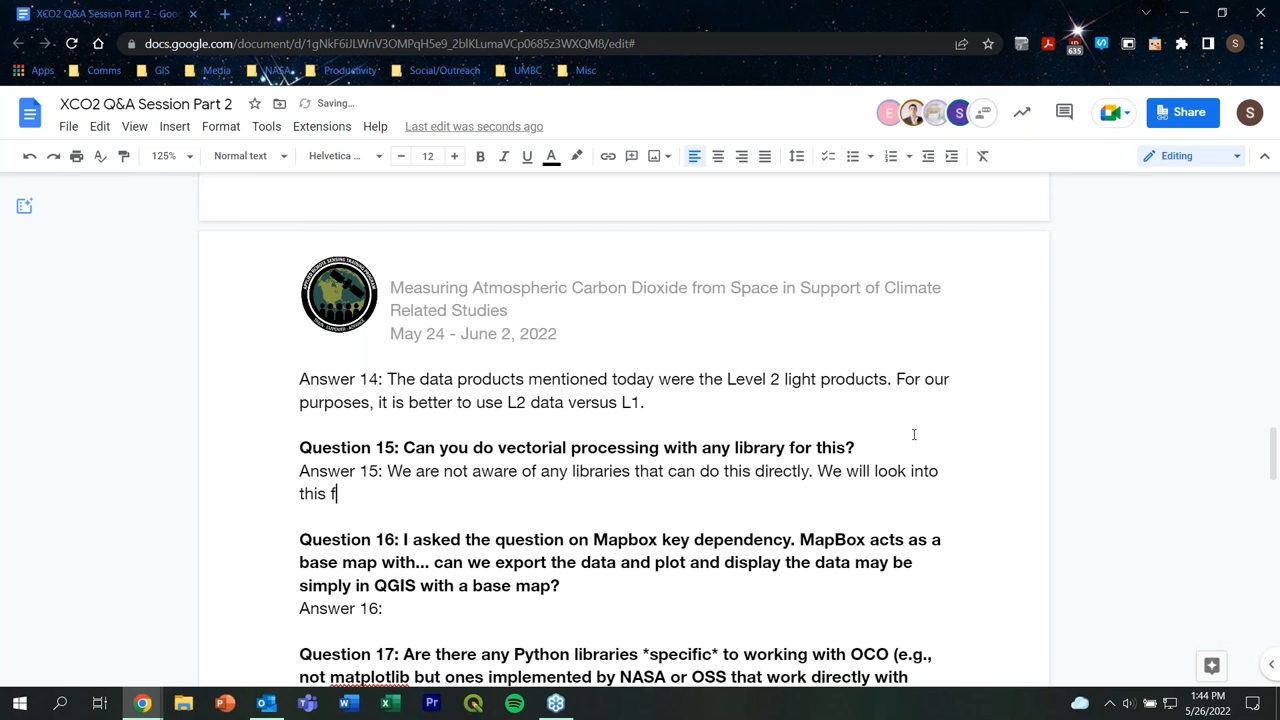 XCO2 Q&A Session Part 2 - Goo
docs.google.com/document/d/1gNkF6iJLWnV3OMPqH5e9_2blKLumaVCp0685z3WXQM8/edit#
635
S
Apps Comms GIS Media NASA Productivity Social/Outreach UMBC Misc
XCO2 Q&A Session Part 2
Saving…
E
S
Share
S
File Edit View Insert Format Tools Extensions Help Last edit was seconds ago
125% Normal text Helvetica ... 12 B I U A Editing
Measuring Atmospheric Carbon Dioxide from Space in Support of Climate
Related Studies
May 24 - June 2, 2022
Answer 14: The data products mentioned today were the Level 2 light products. For our
purposes, it is better to use L2 data versus L1.
Question 15: Can you do vectorial processing with any library for this?
Answer 15: We are not aware of any libraries that can do this directly. We will look into
this f
Question 16: I asked the question on Mapbox key dependency. MapBox acts as a
base map with... can we export the data and plot and display the data may be
simply in QGIS with a base map?
Answer 16:
Question 17: Are there any Python libraries *specific* to working with OCO (e.g.,
not matplotlib but ones implemented by NASA or OSS that work directly with
1:44 PM
5/26/2022